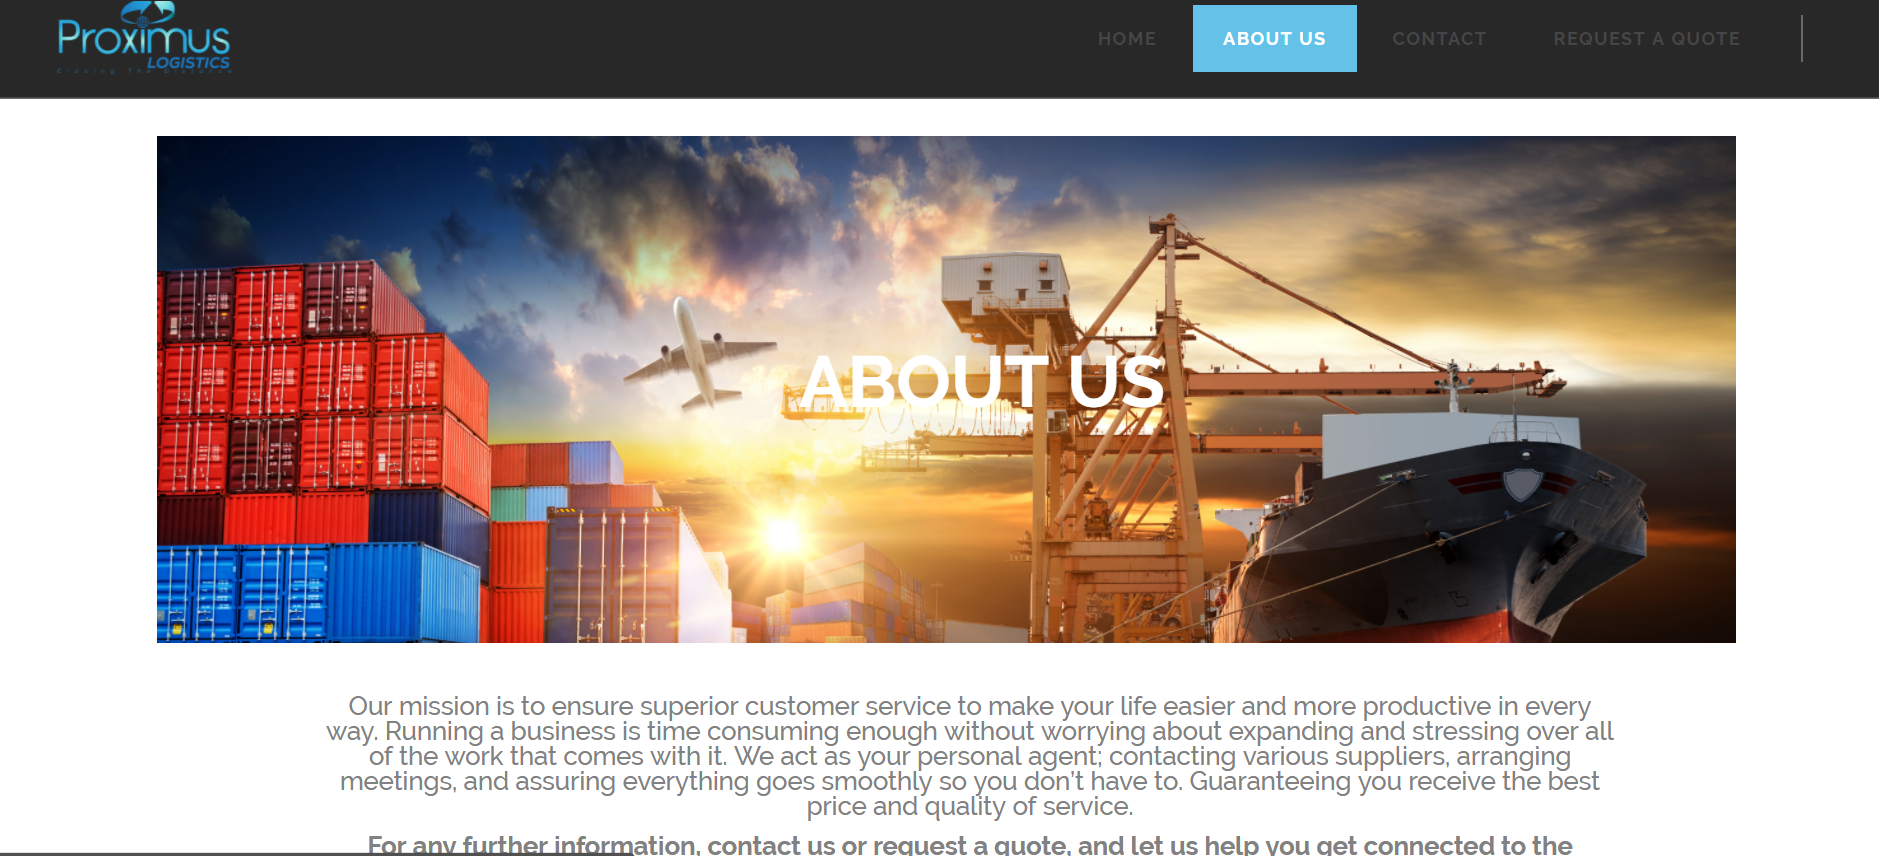 Proximus
LOGISTICS
Closing The Distance
HOME
ABOUT US
CONTACT
REQUEST A QUOTE
ABOUT US
Our mission is to ensure superior customer service to make your life easier and more productive in every
way. Running a business is time consuming enough without worrying about expanding and stressing over all
of the work that comes with it. We act as your personal agent; contacting various suppliers, arranging
meetings, and assuring everything goes smoothly so you don’t have to. Guaranteeing you receive the best
price and quality of service.
For any further information, contact us or request a quote, and let us help you get connected to the